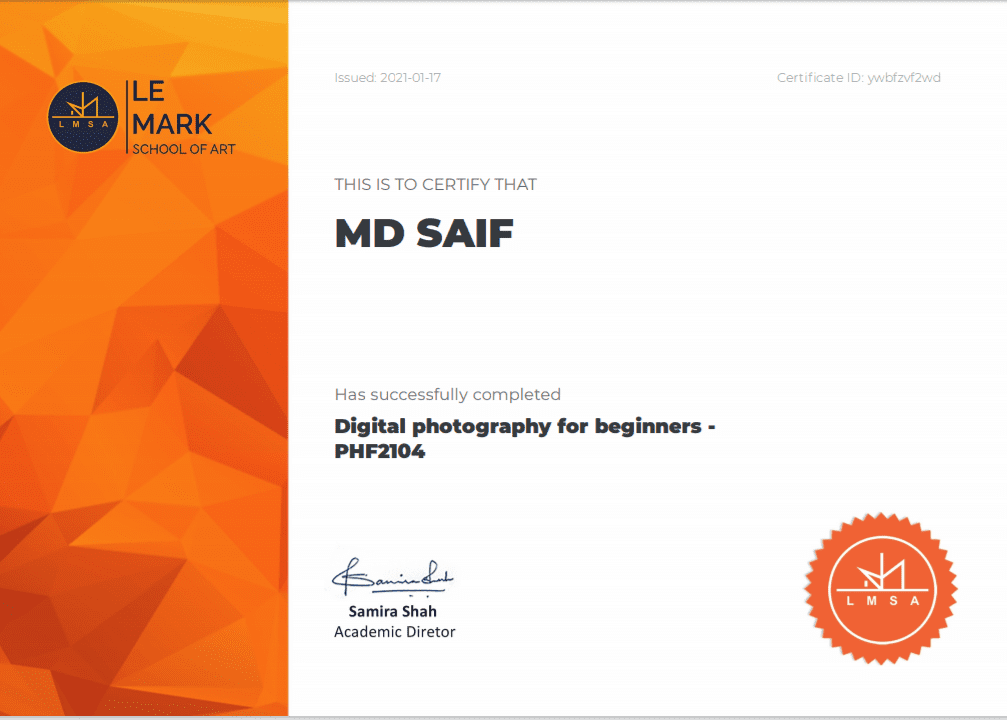 LMSA
LE
MARK
SCHOOL OF ART
Issued: 2021-01-17
Certificate ID: ywbfzvf2wd
THIS IS TO CERTIFY THAT
MD SAIF
Has successfully completed
Digital photography for beginners -
PHF2104
Samira Shah
Samira Shah
Academic Diretor
LMSA